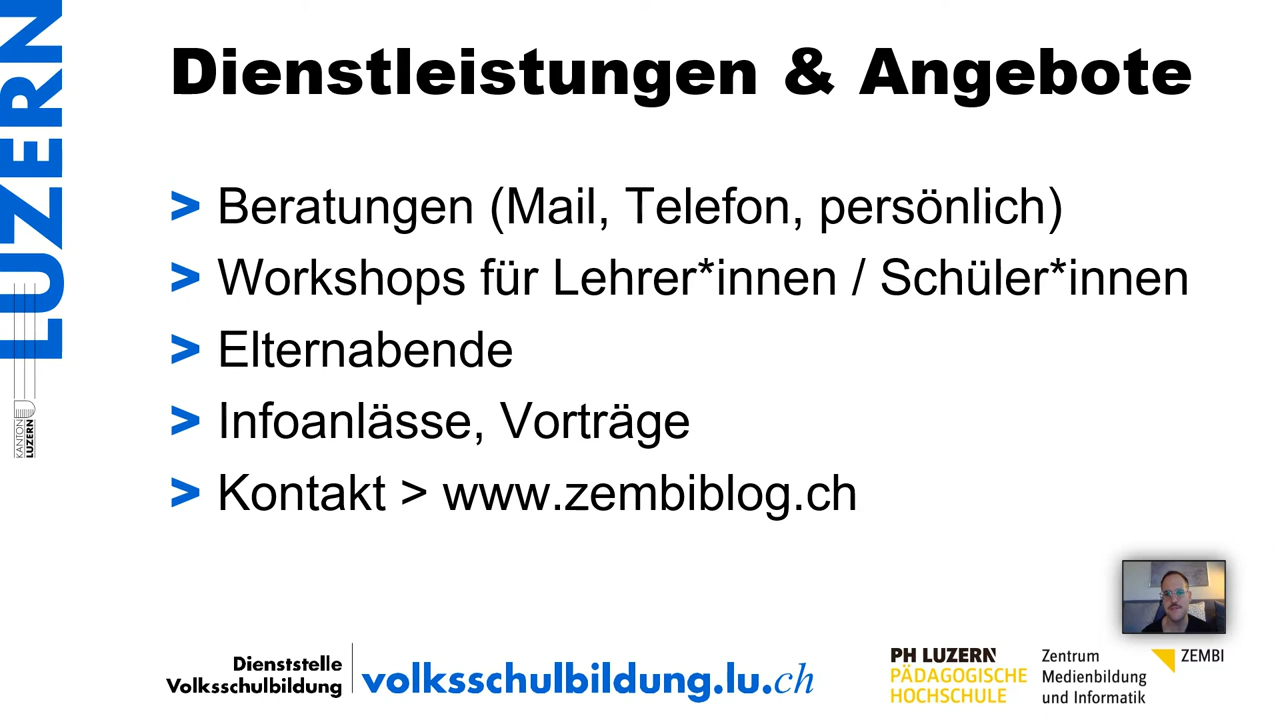 LUZERN
KANTON
LUZERN
Dienstleistungen & Angebote
> Beratungen (Mail, Telefon, persönlich)
> Workshops für Lehrer*innen / Schüler*innen
> Elternabende
> Infoanlässe, Vorträge
> Kontakt > www.zembiblog.ch
Dienststelle
Volksschulbildung
volksschulbildung.lu.ch
PH LUZERN
PÄDAGOGISCHE
HOCHSCHULE
Zentrum
Medienbildung
und Informatik
ZEMBI